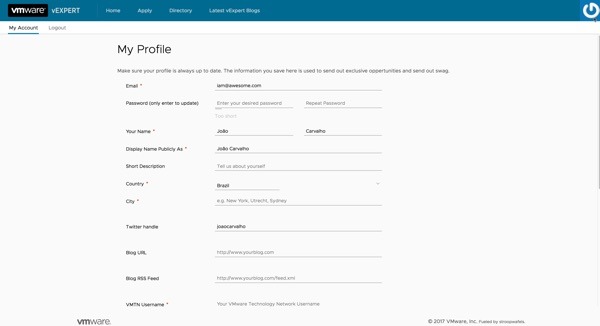 vmware vEXPERT Home Apply Directory Latest vExpert Blogs
My Account Logout
My Profile
Make sure your profile is always up to date. The information you save here is used to send out exclusive opportunities and send out swag.
Email * iam@awesome.com
Password (only enter to update) Enter your desired password Repeat Password
Too short
Your Name * João Carvalho
Display Name Publicly As * João Carvalho
Short Description Tell us about yourself
Country * Brazil
City * e.g. New York, Utrecht, Sydney
Twitter handle joaocarvalho
Blog URL http://www.yourblog.com
Blog RSS Feed http://www.yourblog.com/feed.xml
VMTN Username * Your VMware Technology Network Username
vmware © 2017 VMware, Inc. Fueled by stroopwafels.